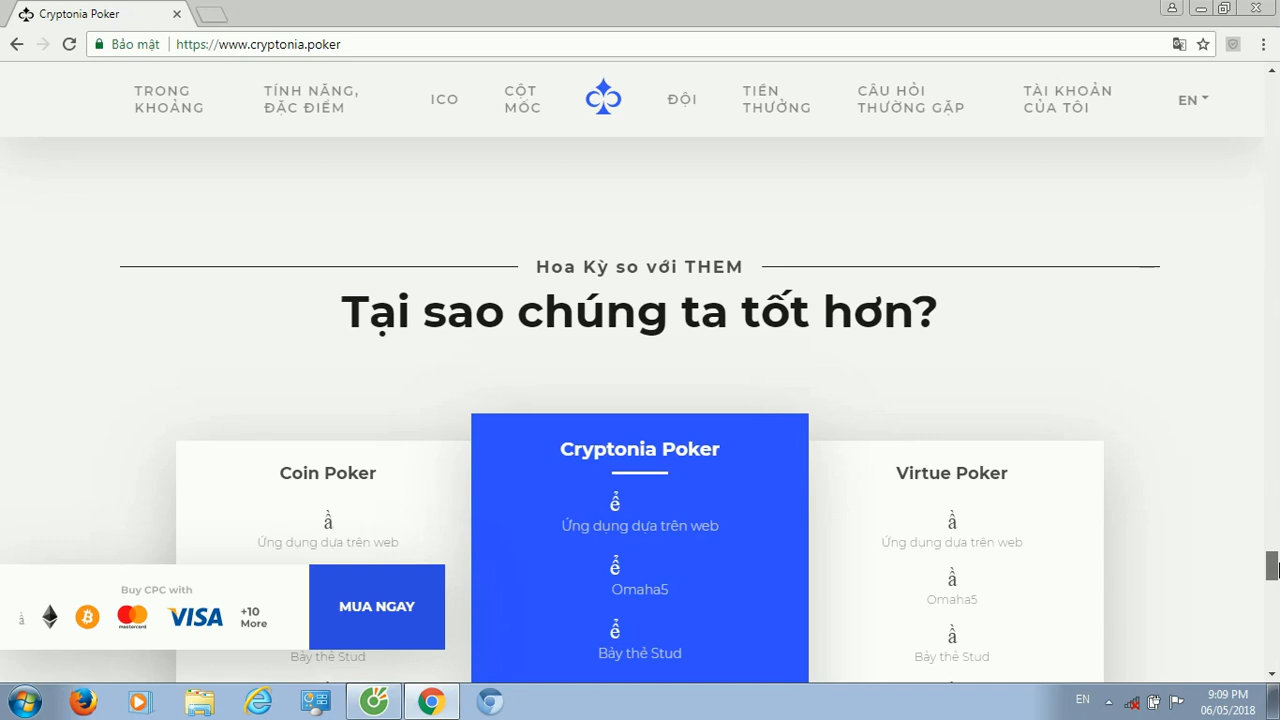 Cryptonia Poker
Bảo mật
https://www.cryptonia.poker
TRONG KHOẢNG
TÍNH NĂNG, ĐẶC ĐIỂM
ICO
CỘT MỐC
ĐỘI
TIỀN THƯỞNG
CÂU HỎI THƯỜNG GẶP
TÀI KHOẢN CỦA TÔI
EN
Hoa Kỳ so với THEM
Tại sao chúng ta tốt hơn?
Coin Poker
ầ
Ứng dụng dựa trên web
Bảy thẻ Stud
Cryptonia Poker
ể
Ứng dụng dựa trên web
ể
Omaha5
ể
Bảy thẻ Stud
Virtue Poker
ầ
Ứng dụng dựa trên web
ầ
Omaha5
ầ
Bảy thẻ Stud
Buy CPC with
ầ
mastercard
VISA
+10 More
MUA NGAY
EN
9:09 PM
06/05/2018